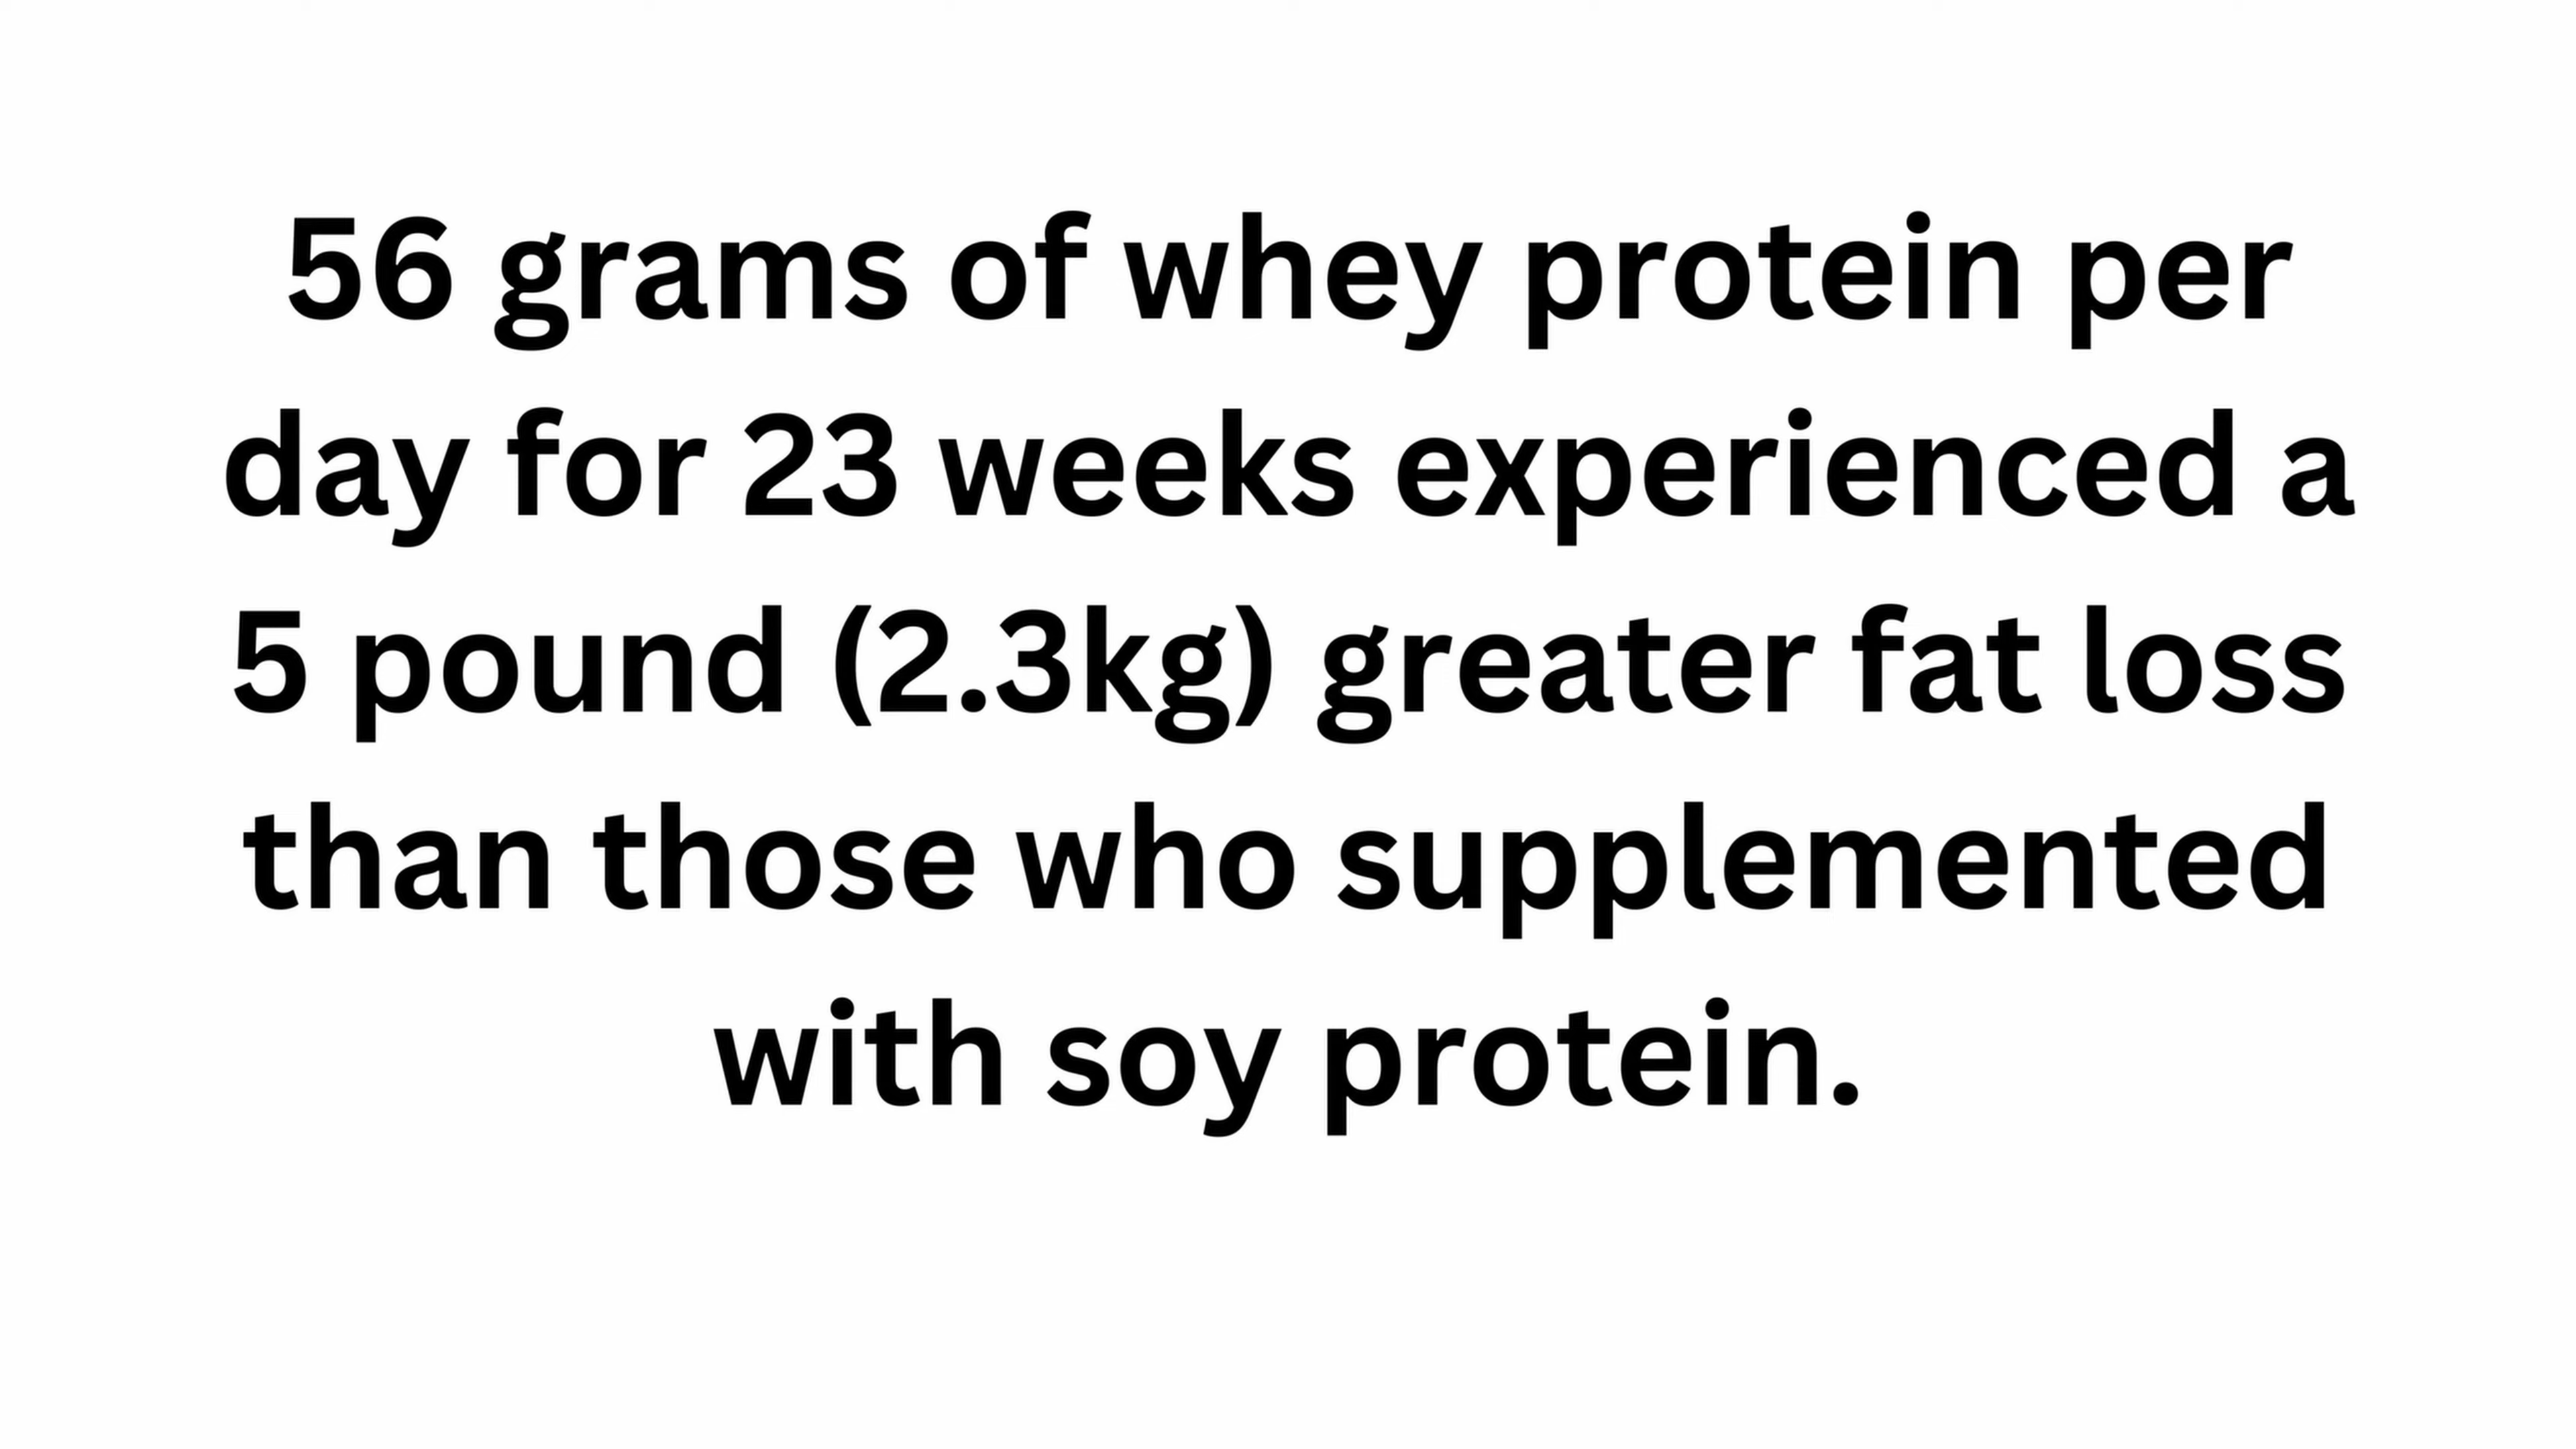 56 grams of whey protein per
day for 23 weeks experienced a
5 pound (2.3kg) greater fat loss
than those who supplemented
with soy protein.